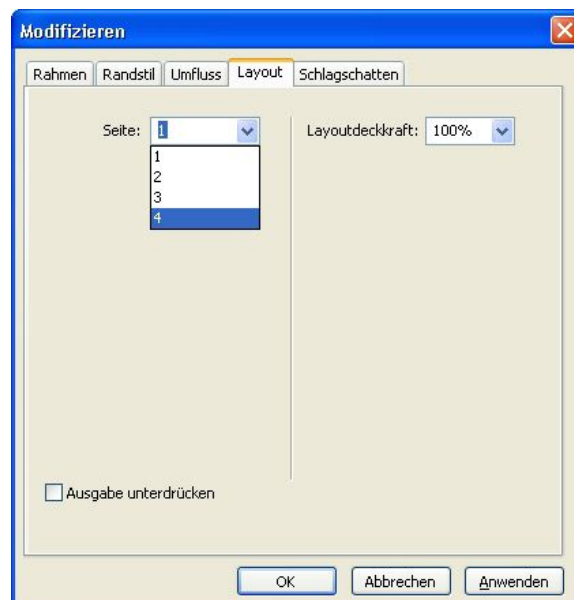 Modifizieren
Rahmen Randstil Umfluss Layout Schlagschatten
Seite: 1 Layoutdeckkraft: 100%
1
2
3
4
Ausgabe unterdrücken
OK Abbrechen Anwenden